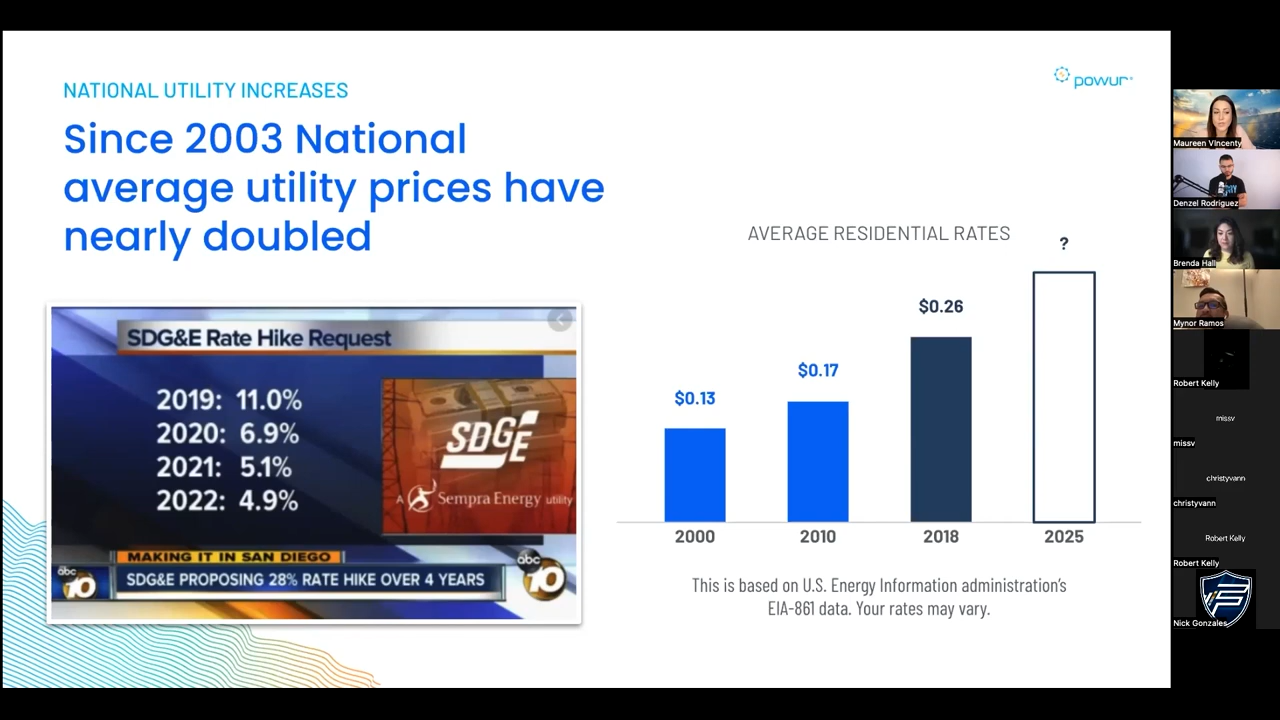 NATIONAL UTILITY INCREASES
powur
Since 2003 National
average utility prices have
nearly doubled
SDG&E Rate Hike Request
2019: 11.0%
2020: 6.9%
2021: 5.1%
2022: 4.9%
SDGE
A Sempra Energy utility
MAKING IT IN SAN DIEGO
abc 10
SDG&E PROPOSING 28% RATE HIKE OVER 4 YEARS
abc 10
AVERAGE RESIDENTIAL RATES
$0.13
$0.17
$0.26
?
2000
2010
2018
2025
This is based on U.S. Energy Information administration's
EIA-861 data. Your rates may vary.
Maureen VIncenty
Denzel Rodriguez
Brenda Hall
Mynor Ramos
Robert Kelly
missv
missv
christyvann
christyvann
Robert Kelly
Robert Kelly
Nick Gonzales